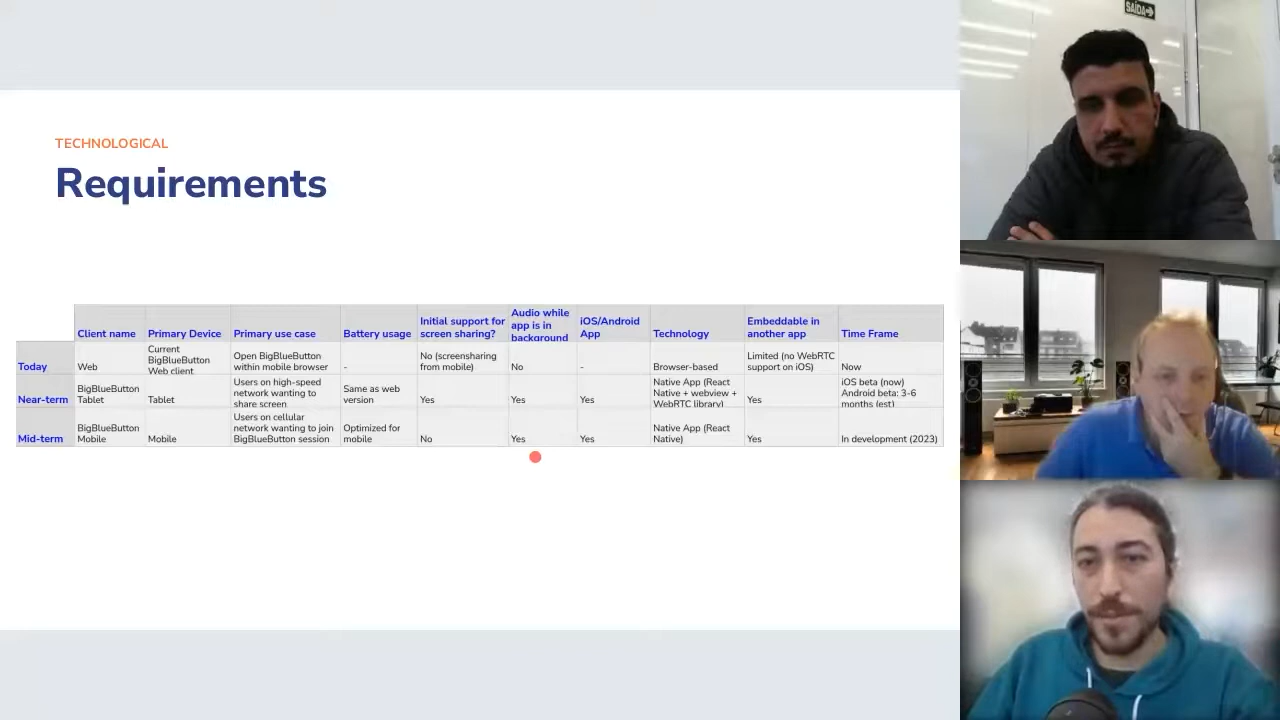 SAÍDA
TECHNOLOGICAL
Requirements
Client name
Primary Device
Primary use case
Battery usage
Initial support for
screen sharing?
Audio while
app is in
background
iOS/Android
App
Technology
Embeddable in
another app
Time Frame
Today
Web
Current
BigBlueButton
Web client
Open BigBlueButton
within mobile browser
-
No (screensharing
from mobile)
No
-
Browser-based
Limited (no WebRTC
support on iOS)
Now
Near-term
BigBlueButton
Tablet
Tablet
Users on high-speed
network wanting to
share screen
Same as web
version
Yes
Yes
Yes
Native App (React
Native + webview +
WebRTC library)
Yes
iOS beta (now)
Android beta: 3-6
months (est)
Mid-term
BigBlueButton
Mobile
Mobile
Users on cellular
network wanting to join
BigBlueButton session
Optimized for
mobile
No
Yes
Yes
Native App (React
Native)
Yes
In development (2023)